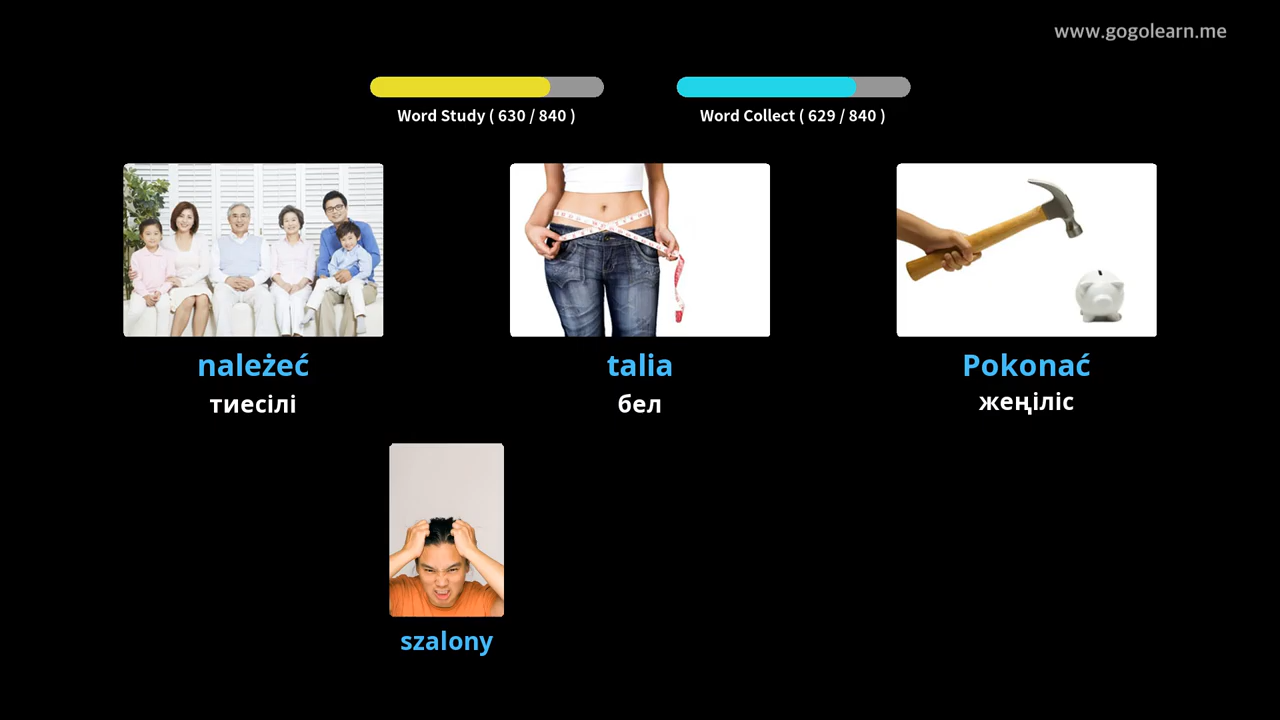 www.gogolearn.me
Word Study ( 630 / 840 )
Word Collect ( 629 / 840 )
należeć
talia
Pokonać
тиесілі
бел
жеңіліс
szalony